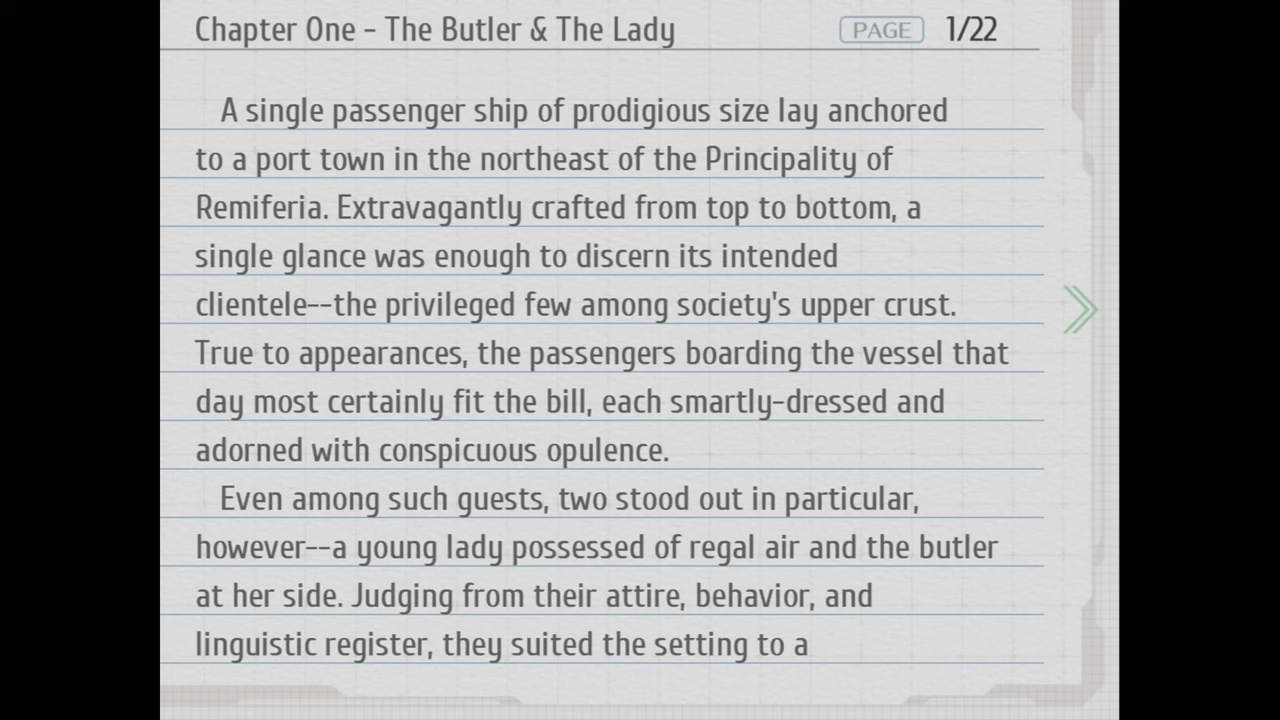 Chapter One - The Butler & The Lady
PAGE 1/22
A single passenger ship of prodigious size lay anchored
to a port town in the northeast of the Principality of
Remiferia. Extravagantly crafted from top to bottom, a
single glance was enough to discern its intended
clientele--the privileged few among society's upper crust.
True to appearances, the passengers boarding the vessel that
day most certainly fit the bill, each smartly-dressed and
adorned with conspicuous opulence.
Even among such guests, two stood out in particular,
however--a young lady possessed of regal air and the butler
at her side. Judging from their attire, behavior, and
linguistic register, they suited the setting to a